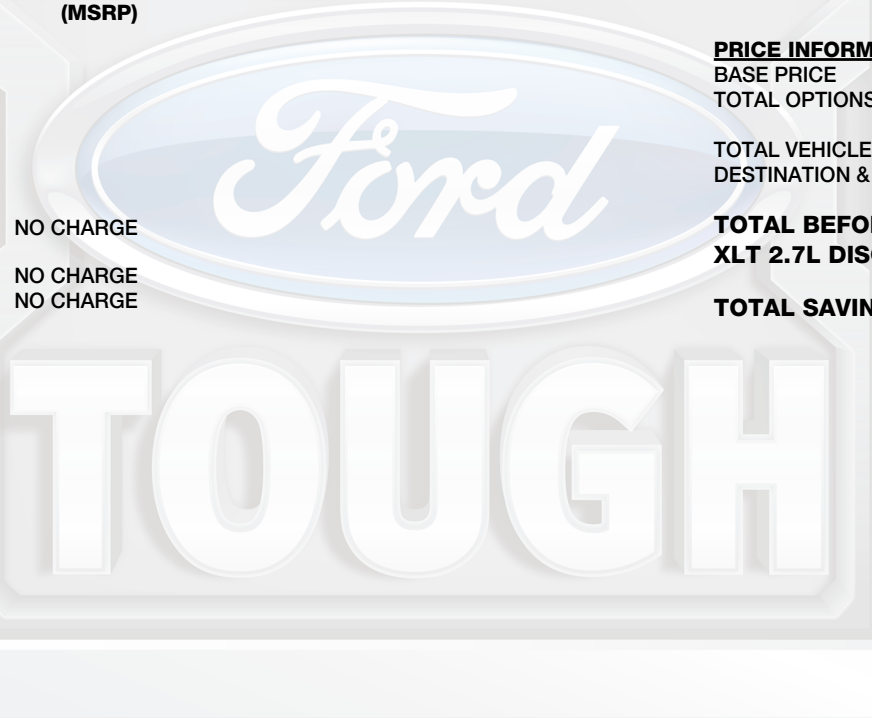 (MSRP)
NO CHARGE
NO CHARGE
NO CHARGE
PRICE INFORM
BASE PRICE
TOTAL OPTIONS
TOTAL VEHICLE
DESTINATION &
TOTAL BEFO
XLT 2.7L DIS
TOTAL SAVIN
Ford
TOUGH